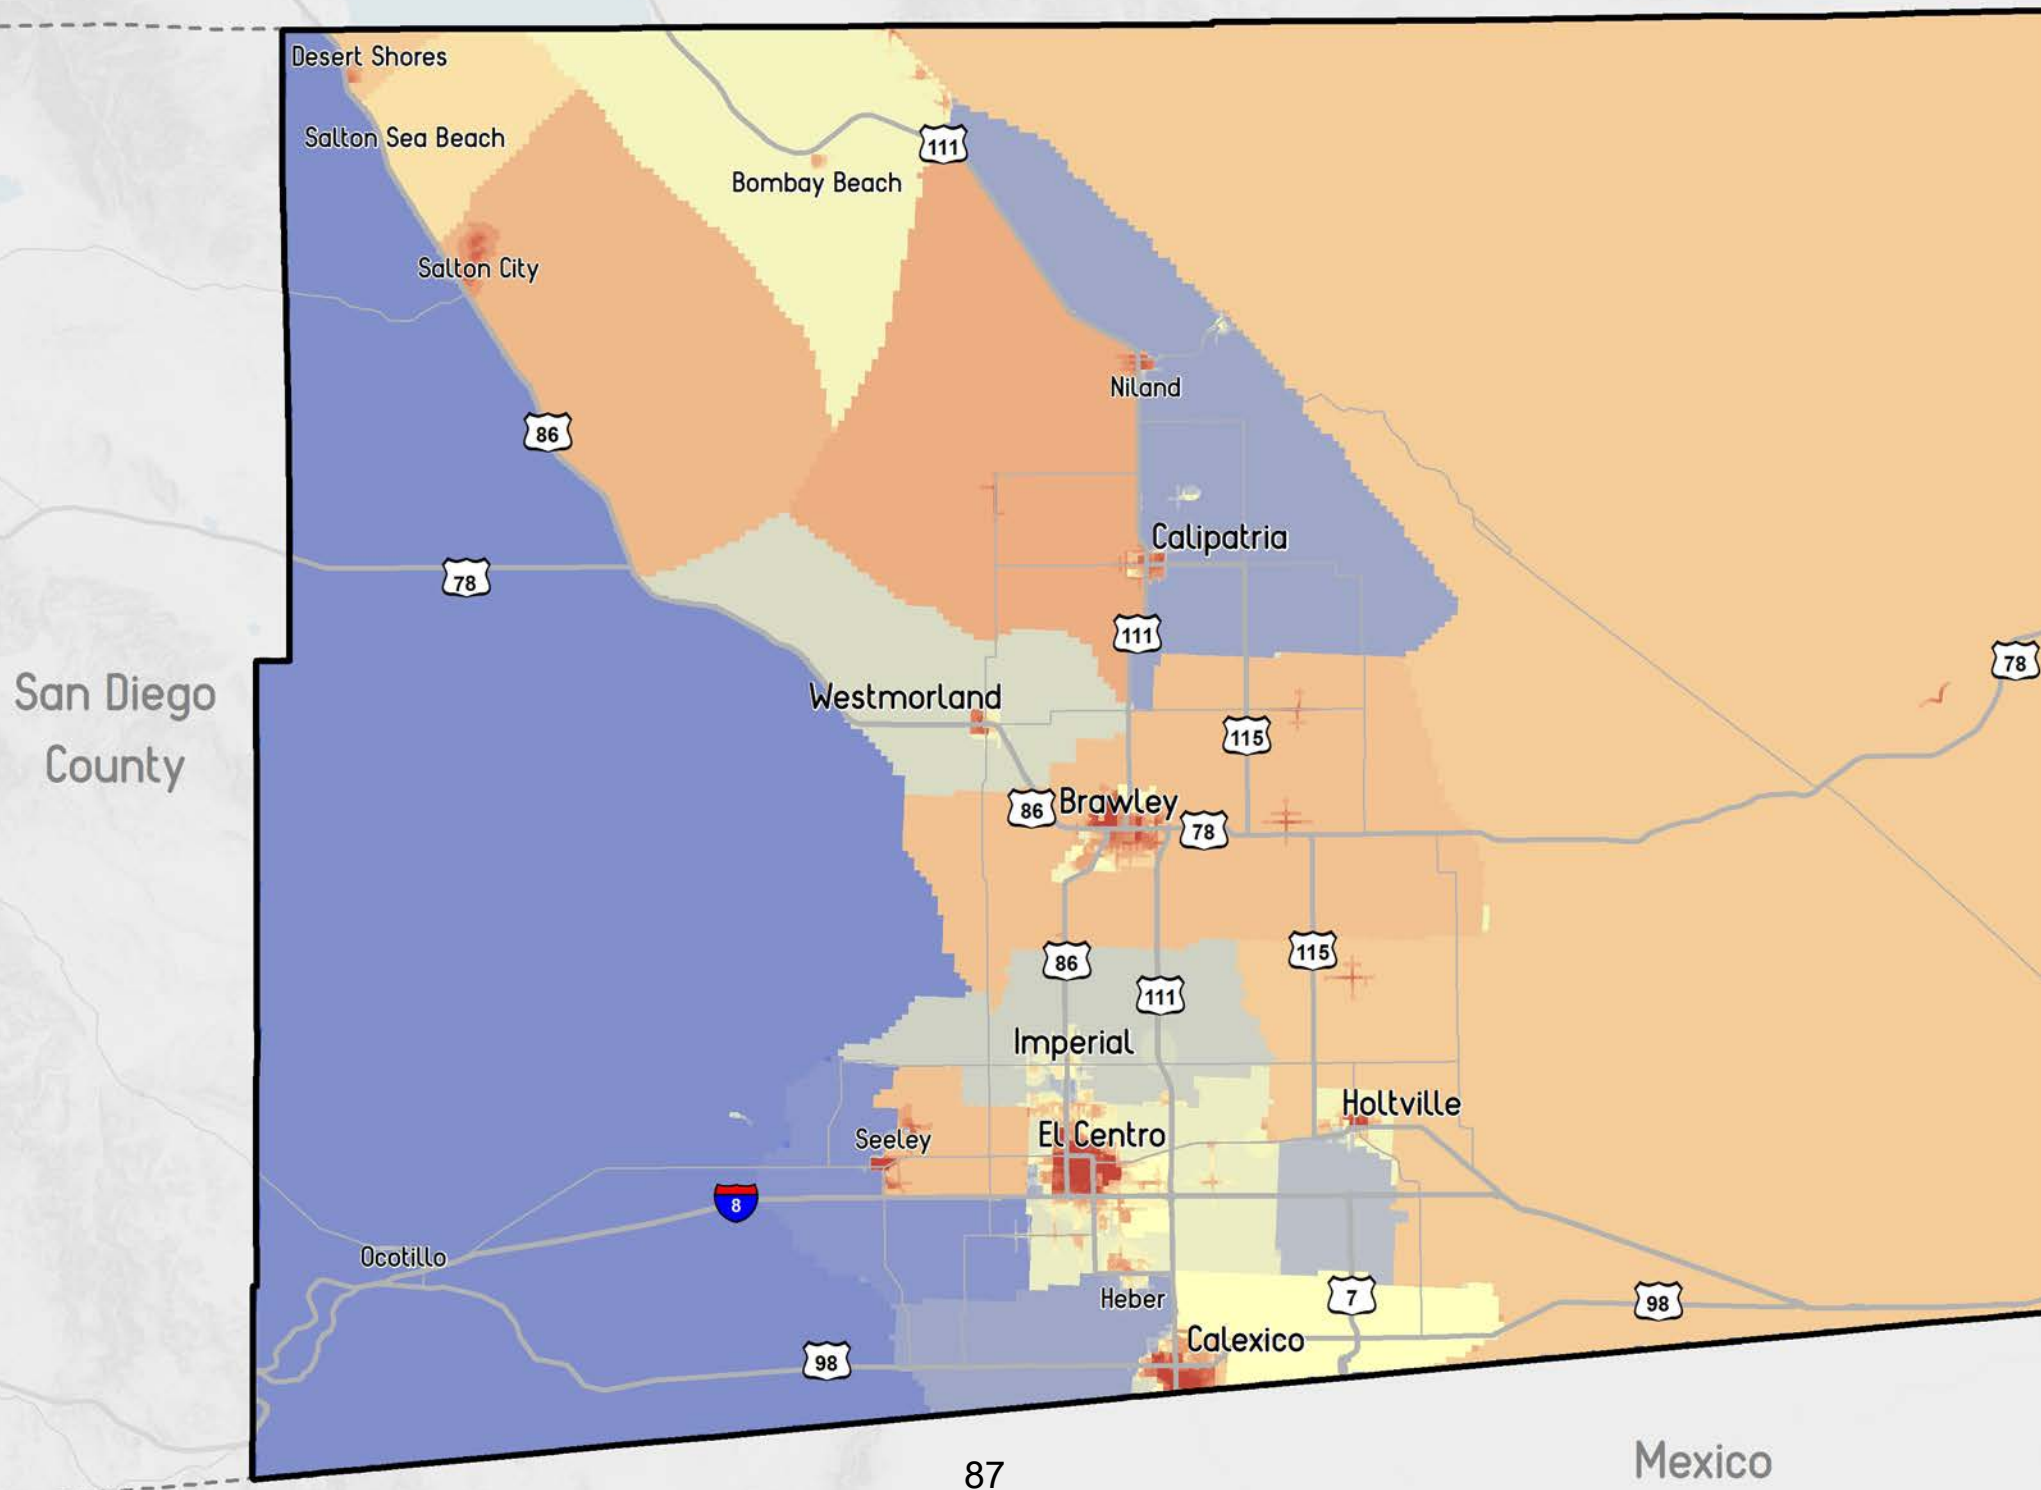 Desert Shores
Salton Sea Beach
111
Bombay Beach
Salton City
Niland
86
Calipatria
78
111
78
San Diego
County
Westmorland
115
86
Brawley
78
115
86
111
Imperial
Holtville
El Centro
Seeley
8
Ocotillo
Heber
7
98
Calexico
98
Mexico
87